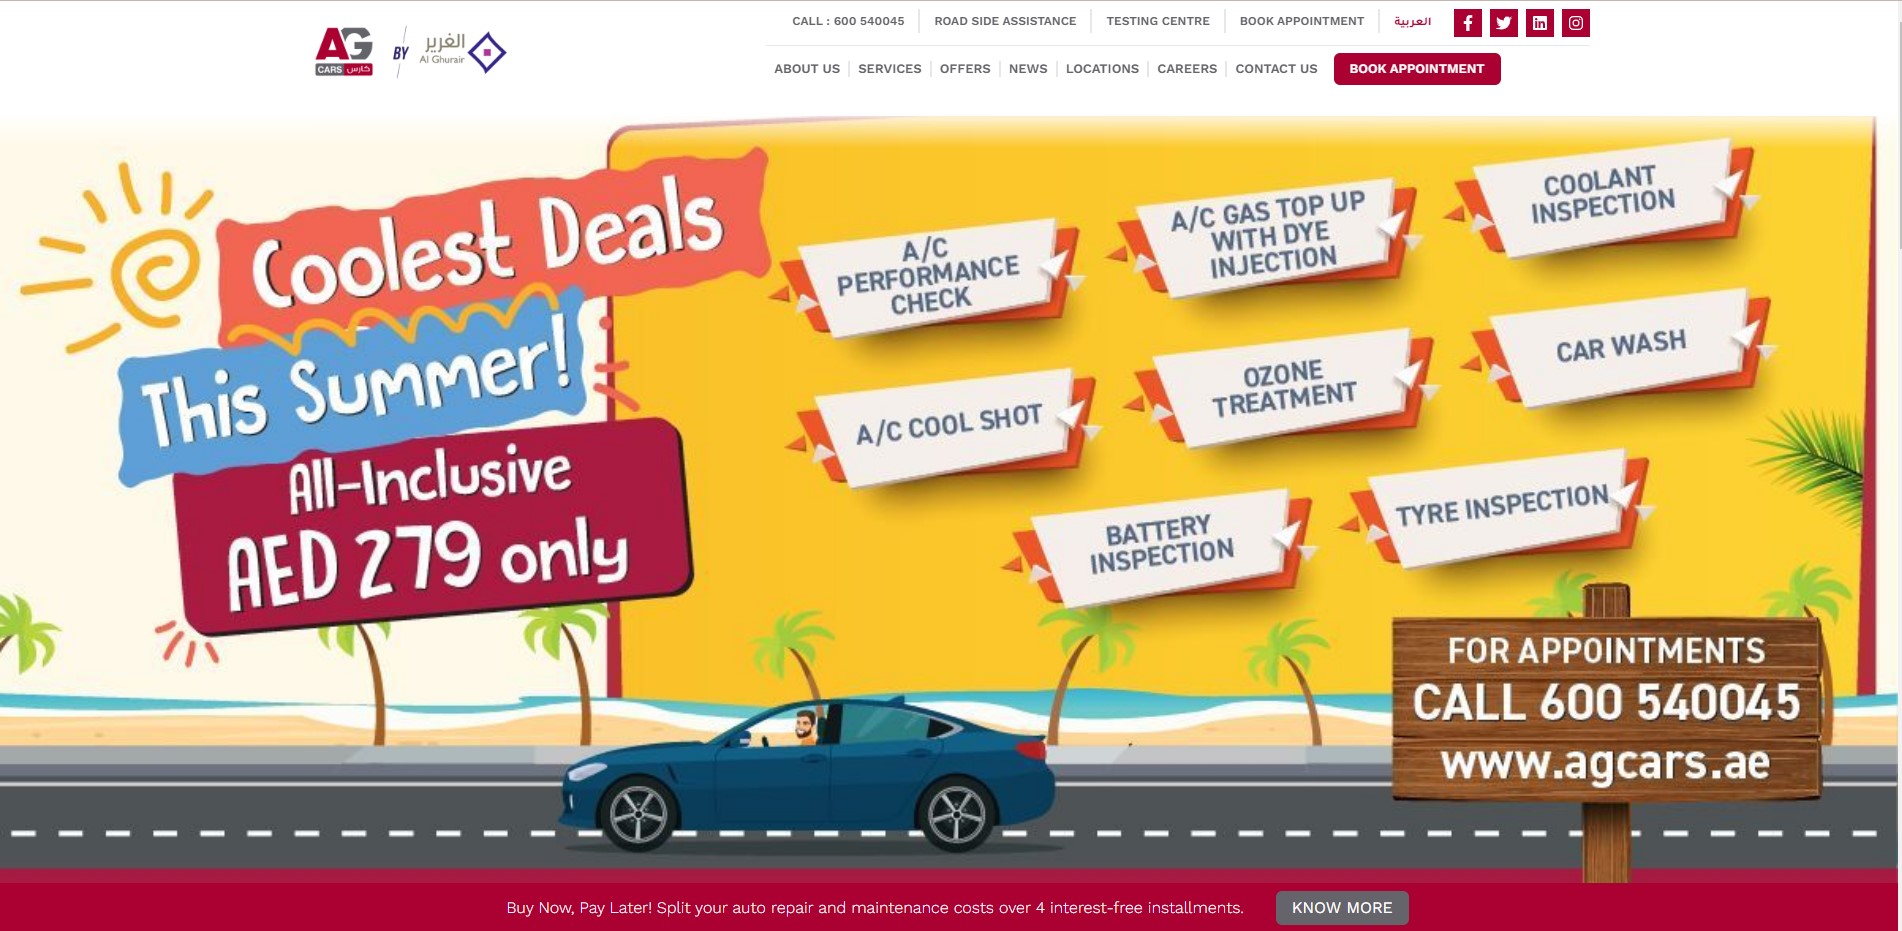 CALL : 600 540045
ROAD SIDE ASSISTANCE
TESTING CENTRE
BOOK APPOINTMENT
العربية
AG
CARS كارس
BY
الغرير
Al Ghurair
ABOUT US
SERVICES
OFFERS
NEWS
LOCATIONS
CAREERS
CONTACT US
BOOK APPOINTMENT
Coolest Deals
This Summer!
All-Inclusive
AED 279 only
A/C
PERFORMANCE
CHECK
A/C GAS TOP UP
WITH DYE
INJECTION
COOLANT
INSPECTION
A/C COOL SHOT
OZONE
TREATMENT
CAR WASH
BATTERY
INSPECTION
TYRE INSPECTION
FOR APPOINTMENTS
CALL 600 540045
www.agcars.ae
Buy Now, Pay Later! Split your auto repair and maintenance costs over 4 interest-free installments.
KNOW MORE